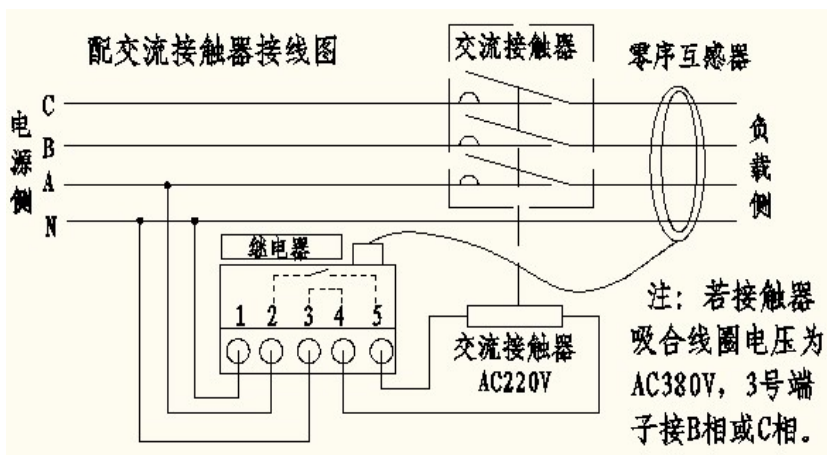 配交流接触器接线图
交流接触器
零序互感器
电源侧
C
B
A
N
负载侧
继电器
1 2 3 4 5
交流接触器
AC220V
注：若接触器
吸合线圈电压为
AC380V，3号端
子接B相或C相。